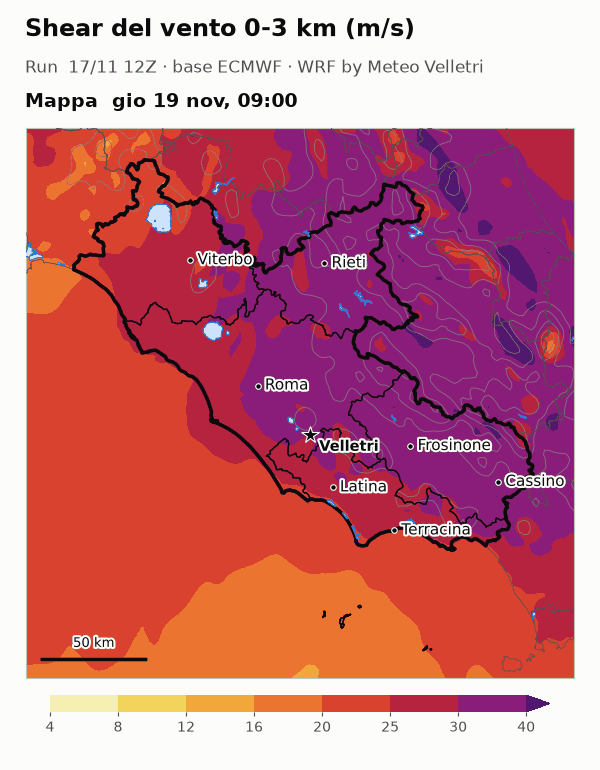 Shear del vento 0-3 km (m/s)
Run  17/11 12Z · base ECMWF · WRF by Meteo Velletri
Mappa  gio 19 nov, 09:00
Viterbo
Rieti
Roma
Velletri
Frosinone
Cassino
Latina
Terracina
50 km
4 8 12 16 20 25 30 40